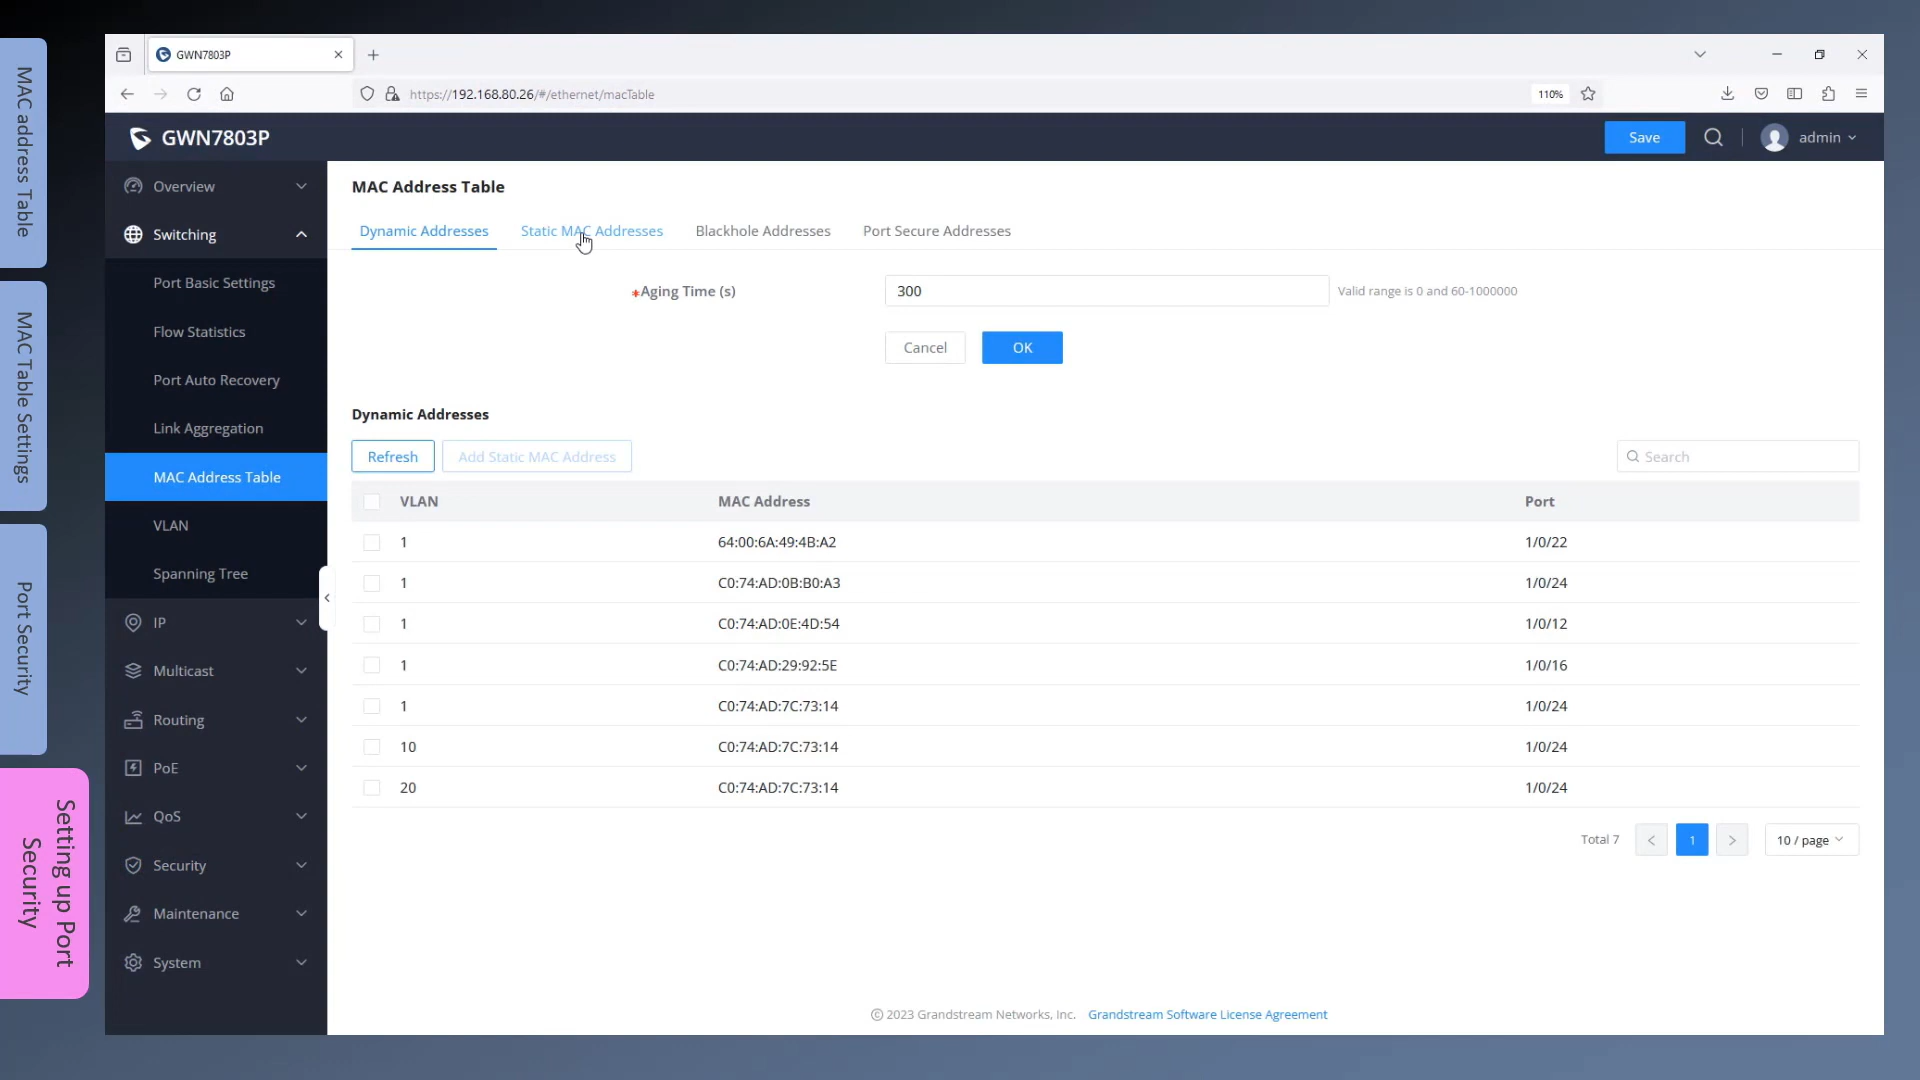 MAC address Table
MAC Table Settings
Port Security
Setting up Port
Security
GWN7803P
https://192.168.80.26/#/ethernet/macTable
110%
GWN7803P
Save
admin
Overview
Switching
Port Basic Settings
Flow Statistics
Port Auto Recovery
Link Aggregation
MAC Address Table
VLAN
Spanning Tree
IP
Multicast
Routing
PoE
QoS
Security
Maintenance
System
MAC Address Table
Dynamic Addresses Static MAC Addresses Blackhole Addresses Port Secure Addresses
*Aging Time (s) 300 Valid range is 0 and 60-1000000
Cancel OK
Dynamic Addresses
Refresh Add Static MAC Address Search
VLAN MAC Address Port
1 64:00:6A:49:4B:A2 1/0/22
1 C0:74:AD:0B:B0:A3 1/0/24
1 C0:74:AD:0E:4D:54 1/0/12
1 C0:74:AD:29:92:5E 1/0/16
1 C0:74:AD:7C:73:14 1/0/24
10 C0:74:AD:7C:73:14 1/0/24
20 C0:74:AD:7C:73:14 1/0/24
Total 7 < 1 > 10 / page
© 2023 Grandstream Networks, Inc. Grandstream Software License Agreement